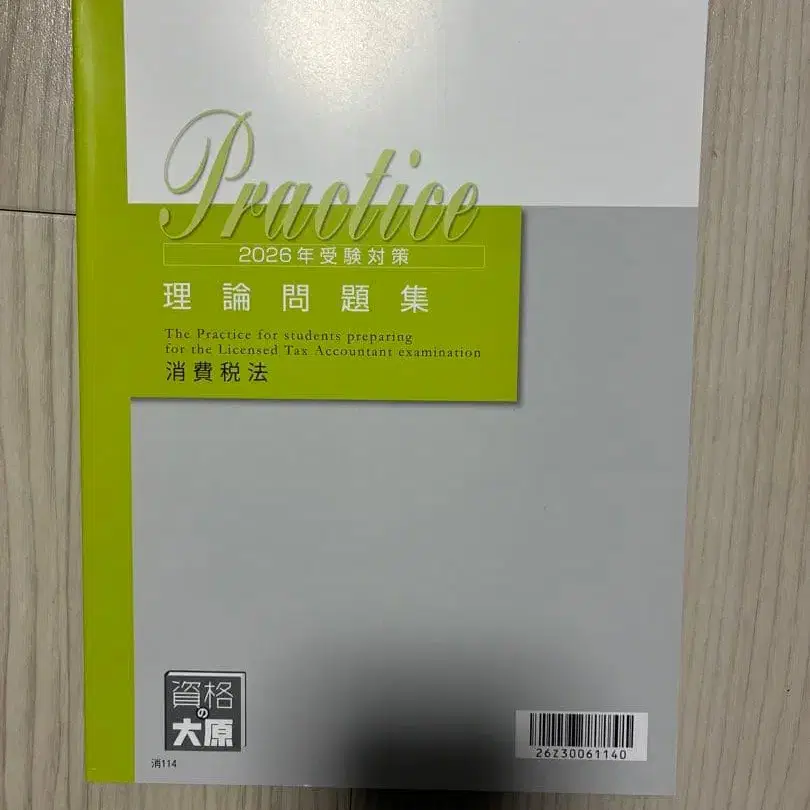 Practice
2026年受験対策
理論問題集
The Practice for students preparing
for the Licensed Tax Accountant examination
消費税法
資格
の
大原
消114
26Z30061140